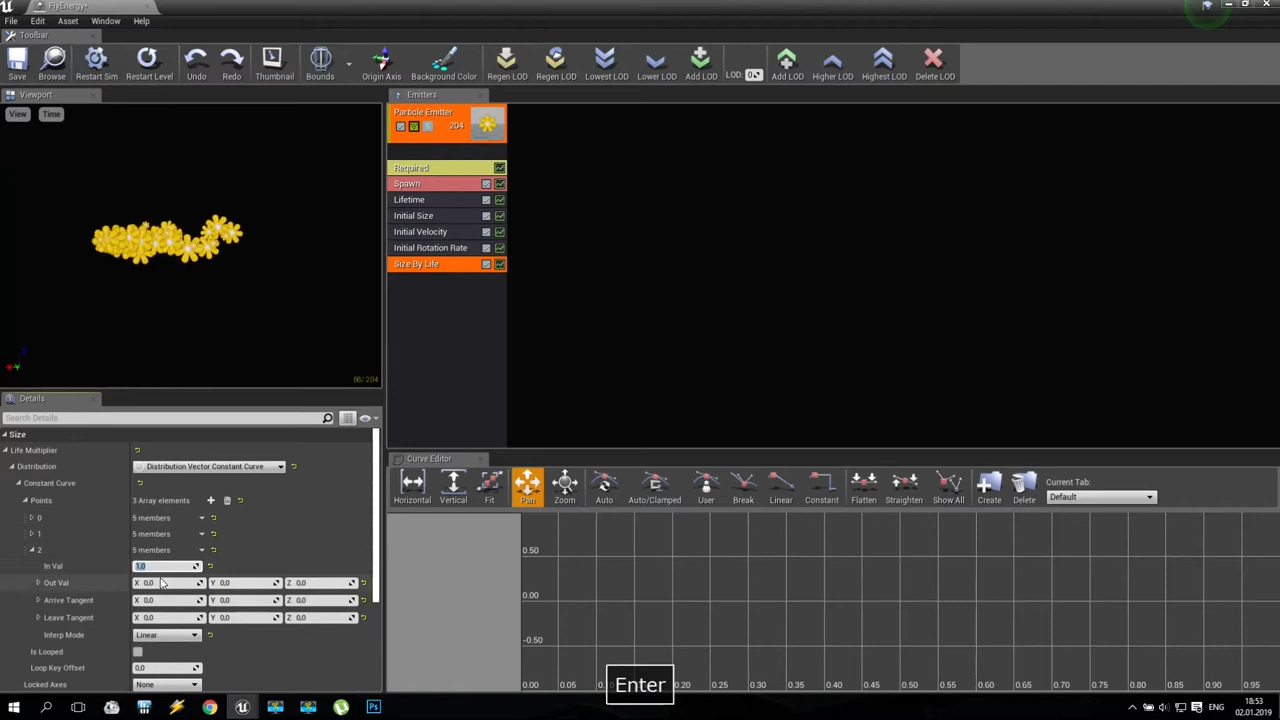 FlyEnergy*
File Edit Asset Window Help
Toolbar
Save Browse Restart Sim Restart Level Undo Redo Thumbnail Bounds Origin Axis Background Color Regen LOD Regen LOD Lowest LOD Lower LOD Add LOD LOD: 0 Add LOD Higher LOD Highest LOD Delete LOD
Viewport
View Time
68/ 204
Emitters
Particle Emitter
204
Required
Spawn
Lifetime
Initial Size
Initial Velocity
Initial Rotation Rate
Size By Life
Details
Search Details
Size
Life Multiplier
Distribution Distribution Vector Constant Curve
Constant Curve
Points 3 Array elements
0 5 members
1 5 members
2 5 members
In Val 1,0
Out Val X 0,0 Y 0,0 Z 0,0
Arrive Tangent X 0,0 Y 0,0 Z 0,0
Leave Tangent X 0,0 Y 0,0 Z 0,0
Interp Mode Linear
Is Looped
Loop Key Offset 0,0
Locked Axes None
Curve Editor
Horizontal Vertical Fit Pan Zoom Auto Auto/Clamped User Break Linear Constant Flatten Straighten Show All Create Delete
Current Tab:
Default
0.50
0.00
-0.50
0.00 0.05 0.25 0.30 0.35 0.40 0.45 0.50 0.55 0.60 0.65 0.70 0.75 0.80 0.85 0.90 0.95
Enter
ENG
18:53
02.01.2019